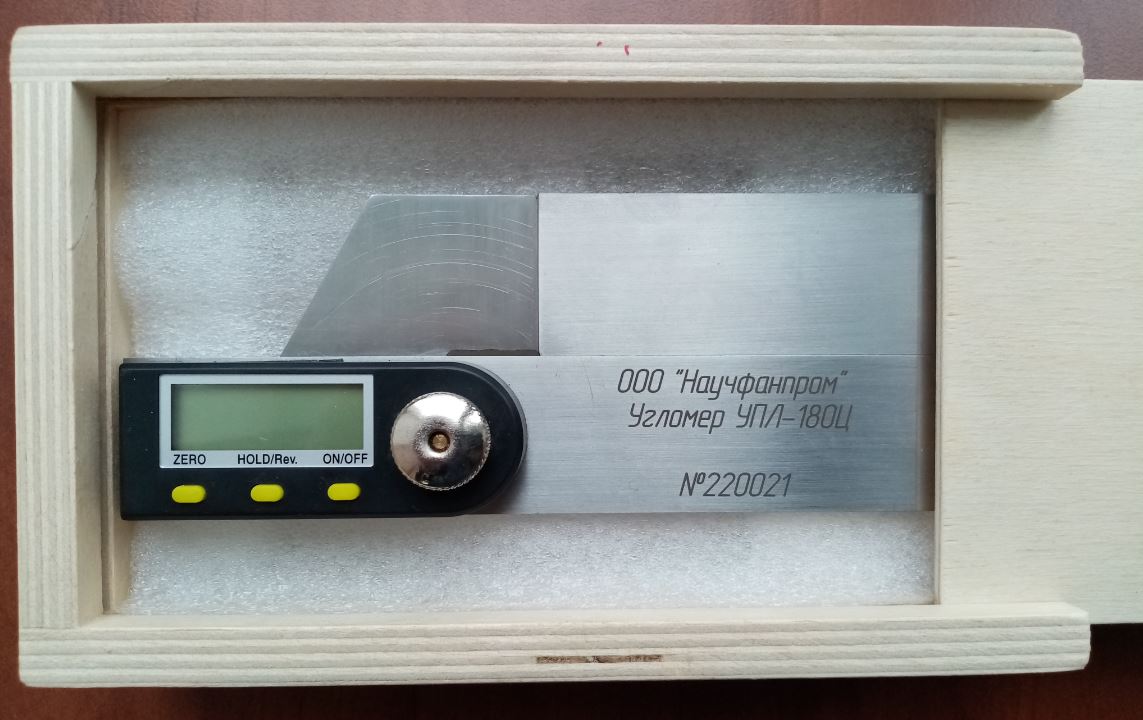 ООО "Научфанпром"
Угломер УПЛ-180Ц
№220021
ZERO HOLD/Rev. ON/OFF